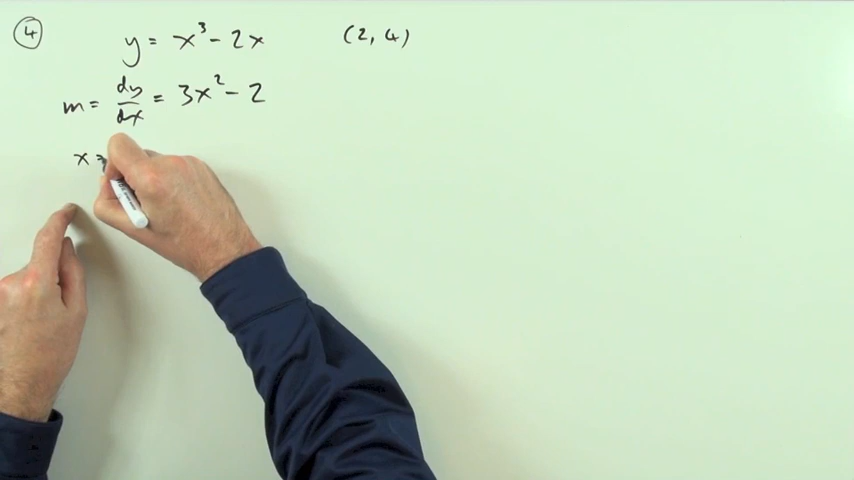 ④ y = x³ - 2x (2, 4)
m = dy/dx = 3x² - 2
x =